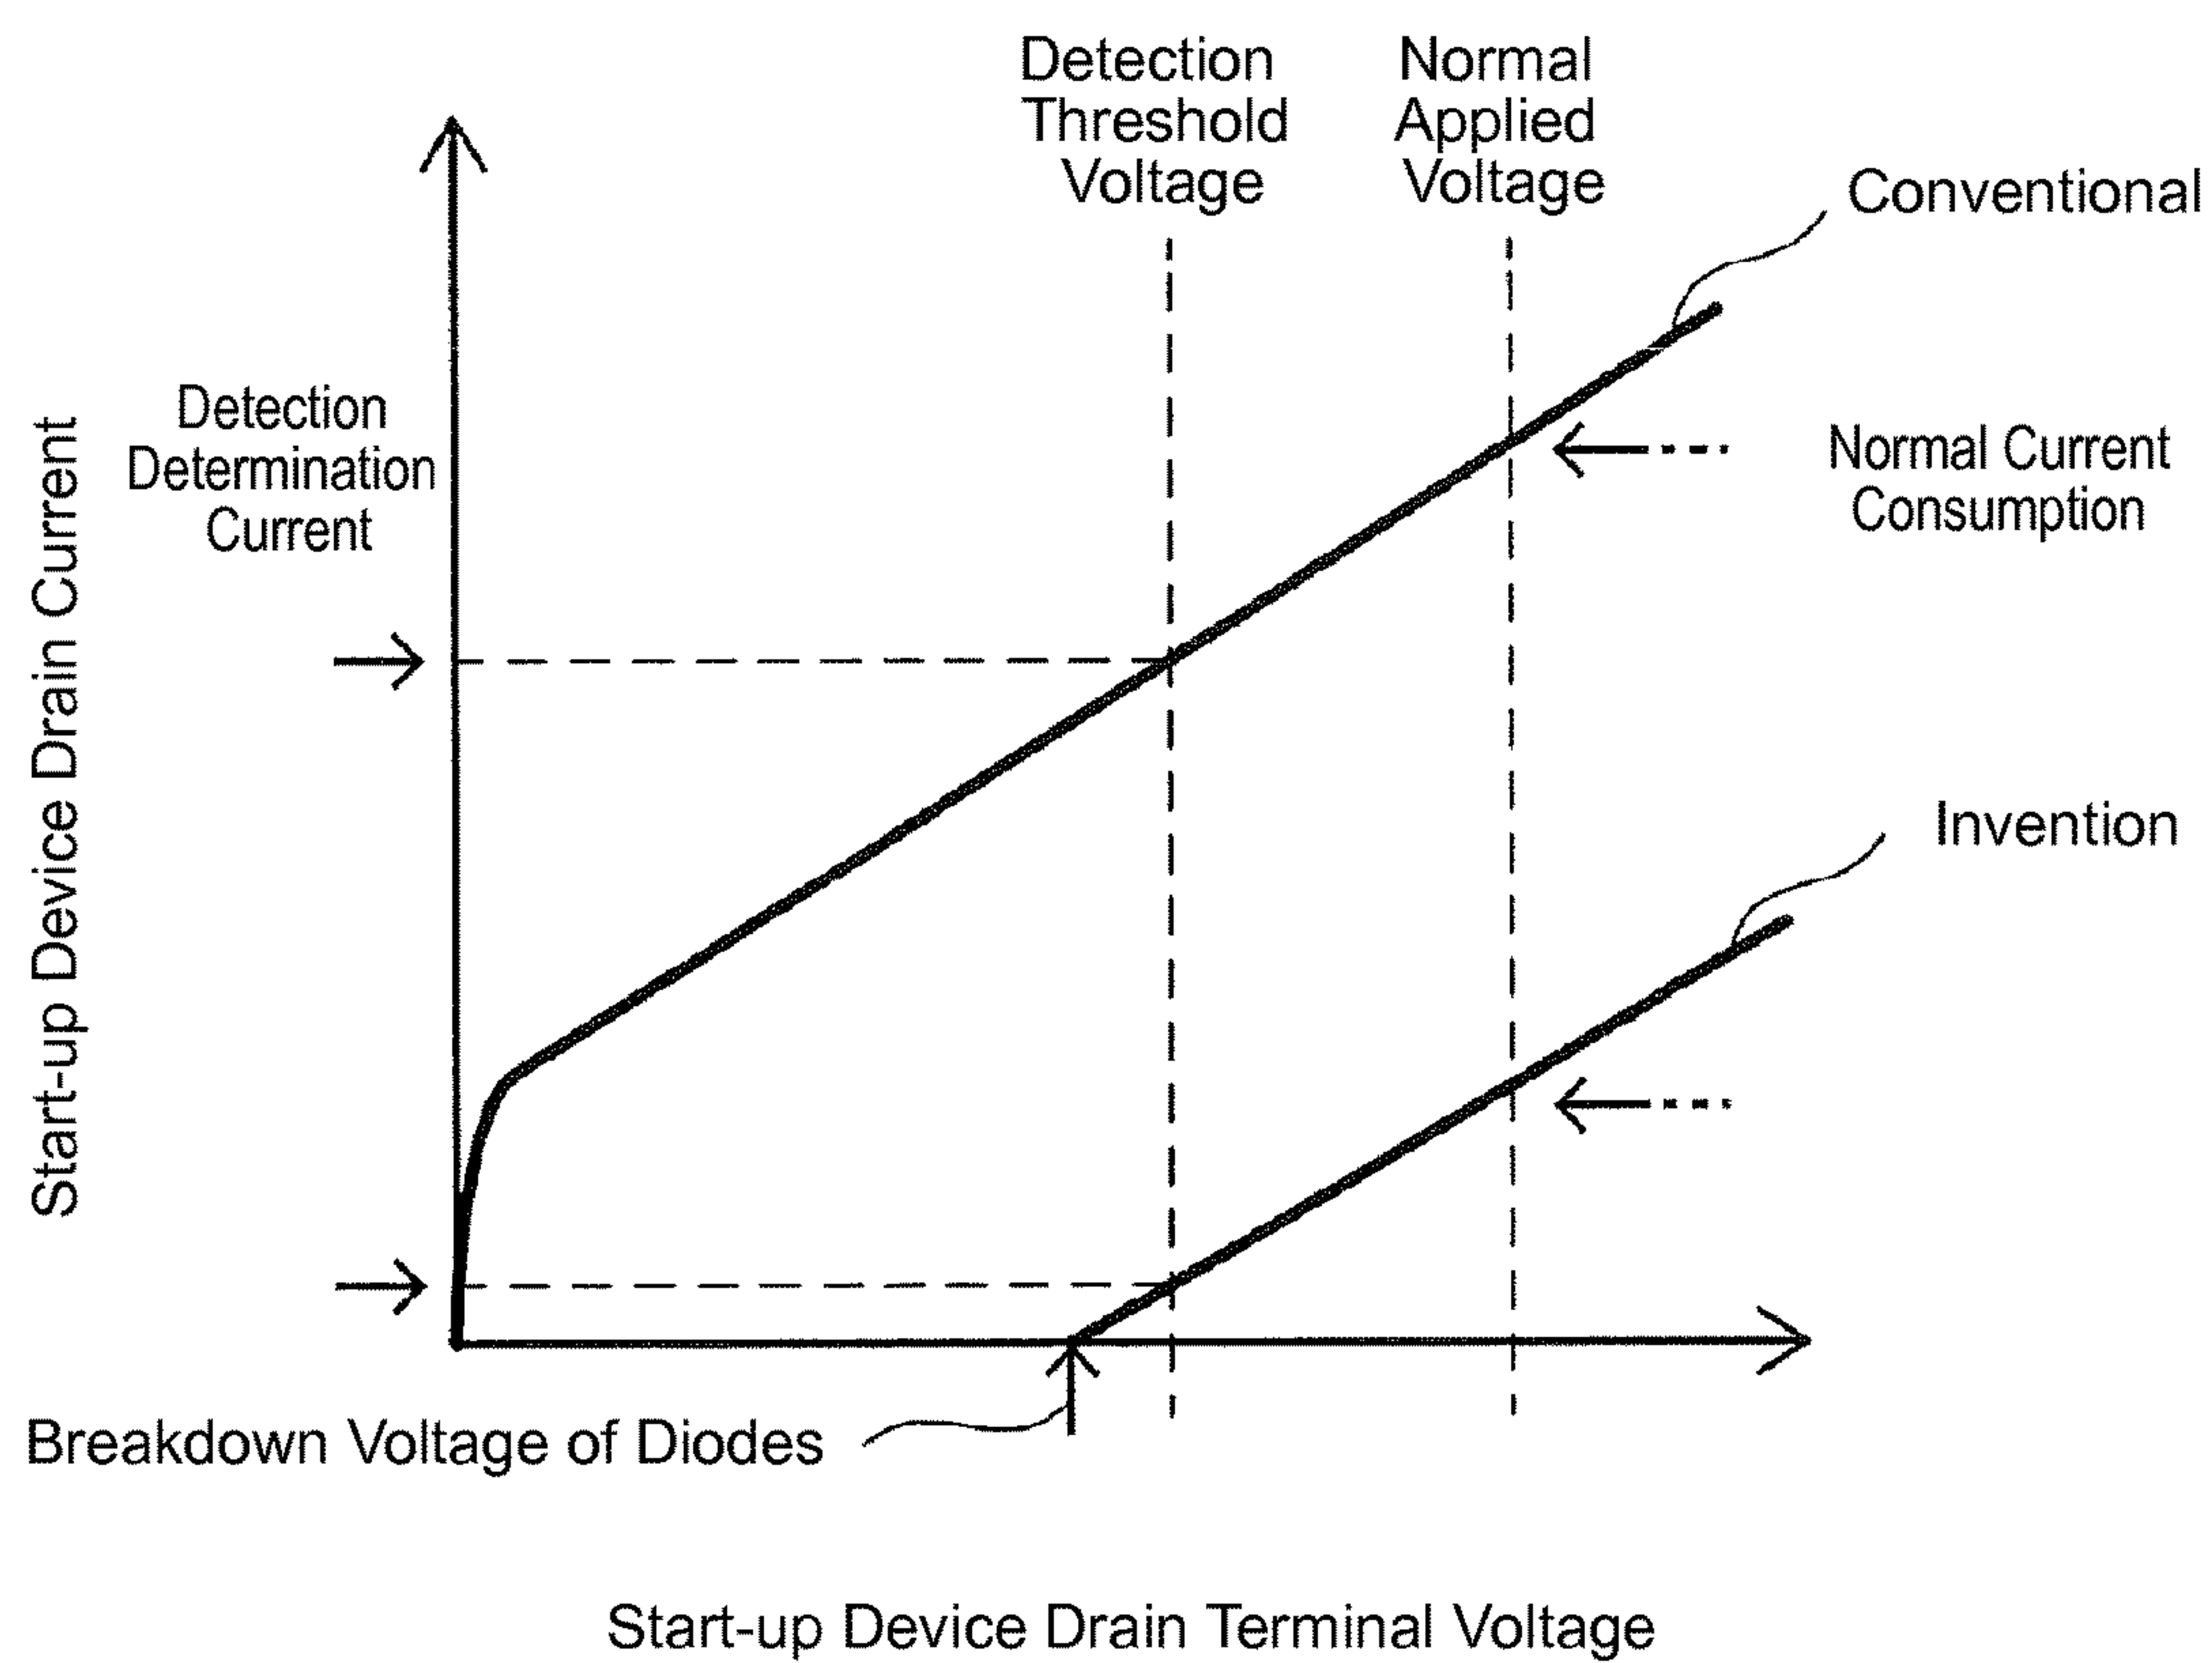 Detection
Threshold
Voltage
Normal
Applied
Voltage
Conventional
Detection
Determination
Current
Normal Current
Consumption
Start-up Device Drain Current
Invention
Breakdown Voltage of Diodes
Start-up Device Drain Terminal Voltage